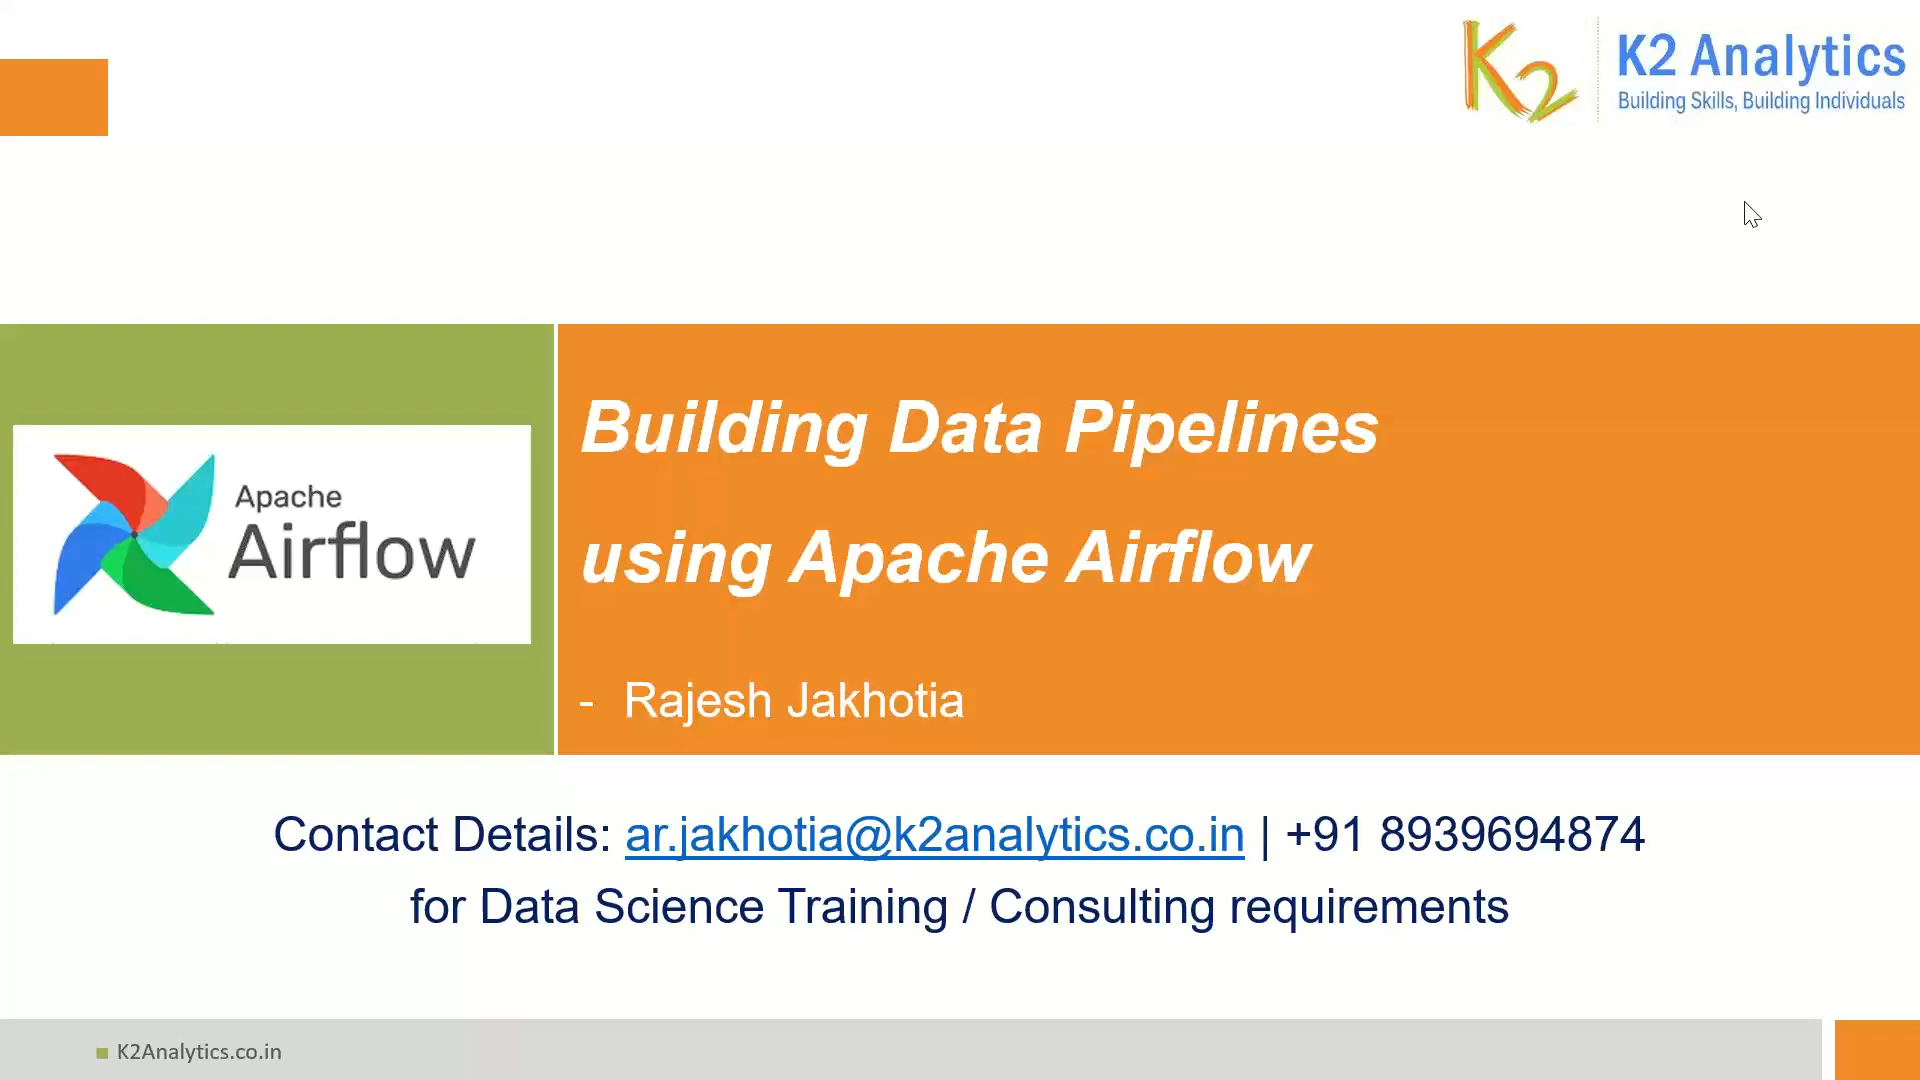 K2
K2 Analytics
Building Skills, Building Individuals
Apache
Airflow
Building Data Pipelines
using Apache Airflow
- Rajesh Jakhotia
Contact Details: ar.jakhotia@k2analytics.co.in | +91 8939694874
for Data Science Training / Consulting requirements
K2Analytics.co.in